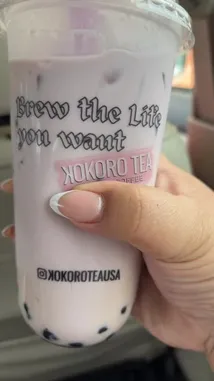 Brew the Life
you want
KOKORO TEA
KOKOROTEAUSA